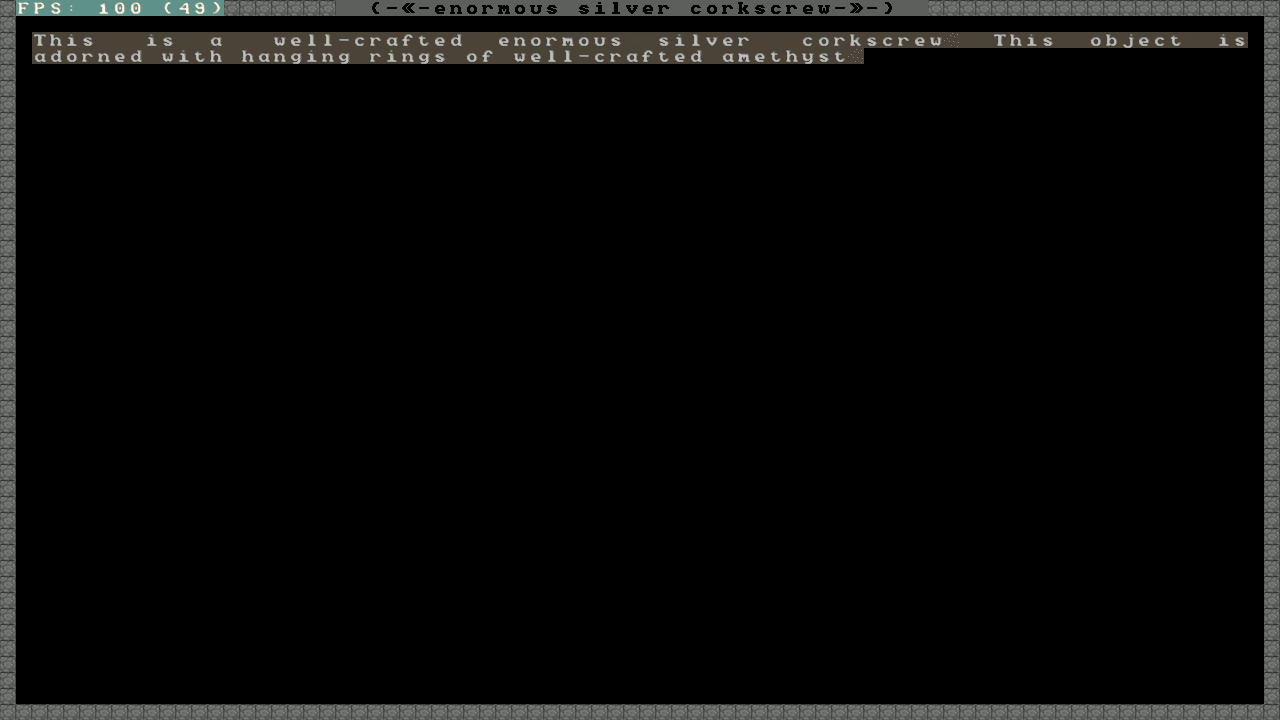 FPS: 100 (49) (-«-enormous silver corkscrew-»-)
This is a well-crafted enormous silver corkscrew. This object is
adorned with hanging rings of well-crafted amethyst.